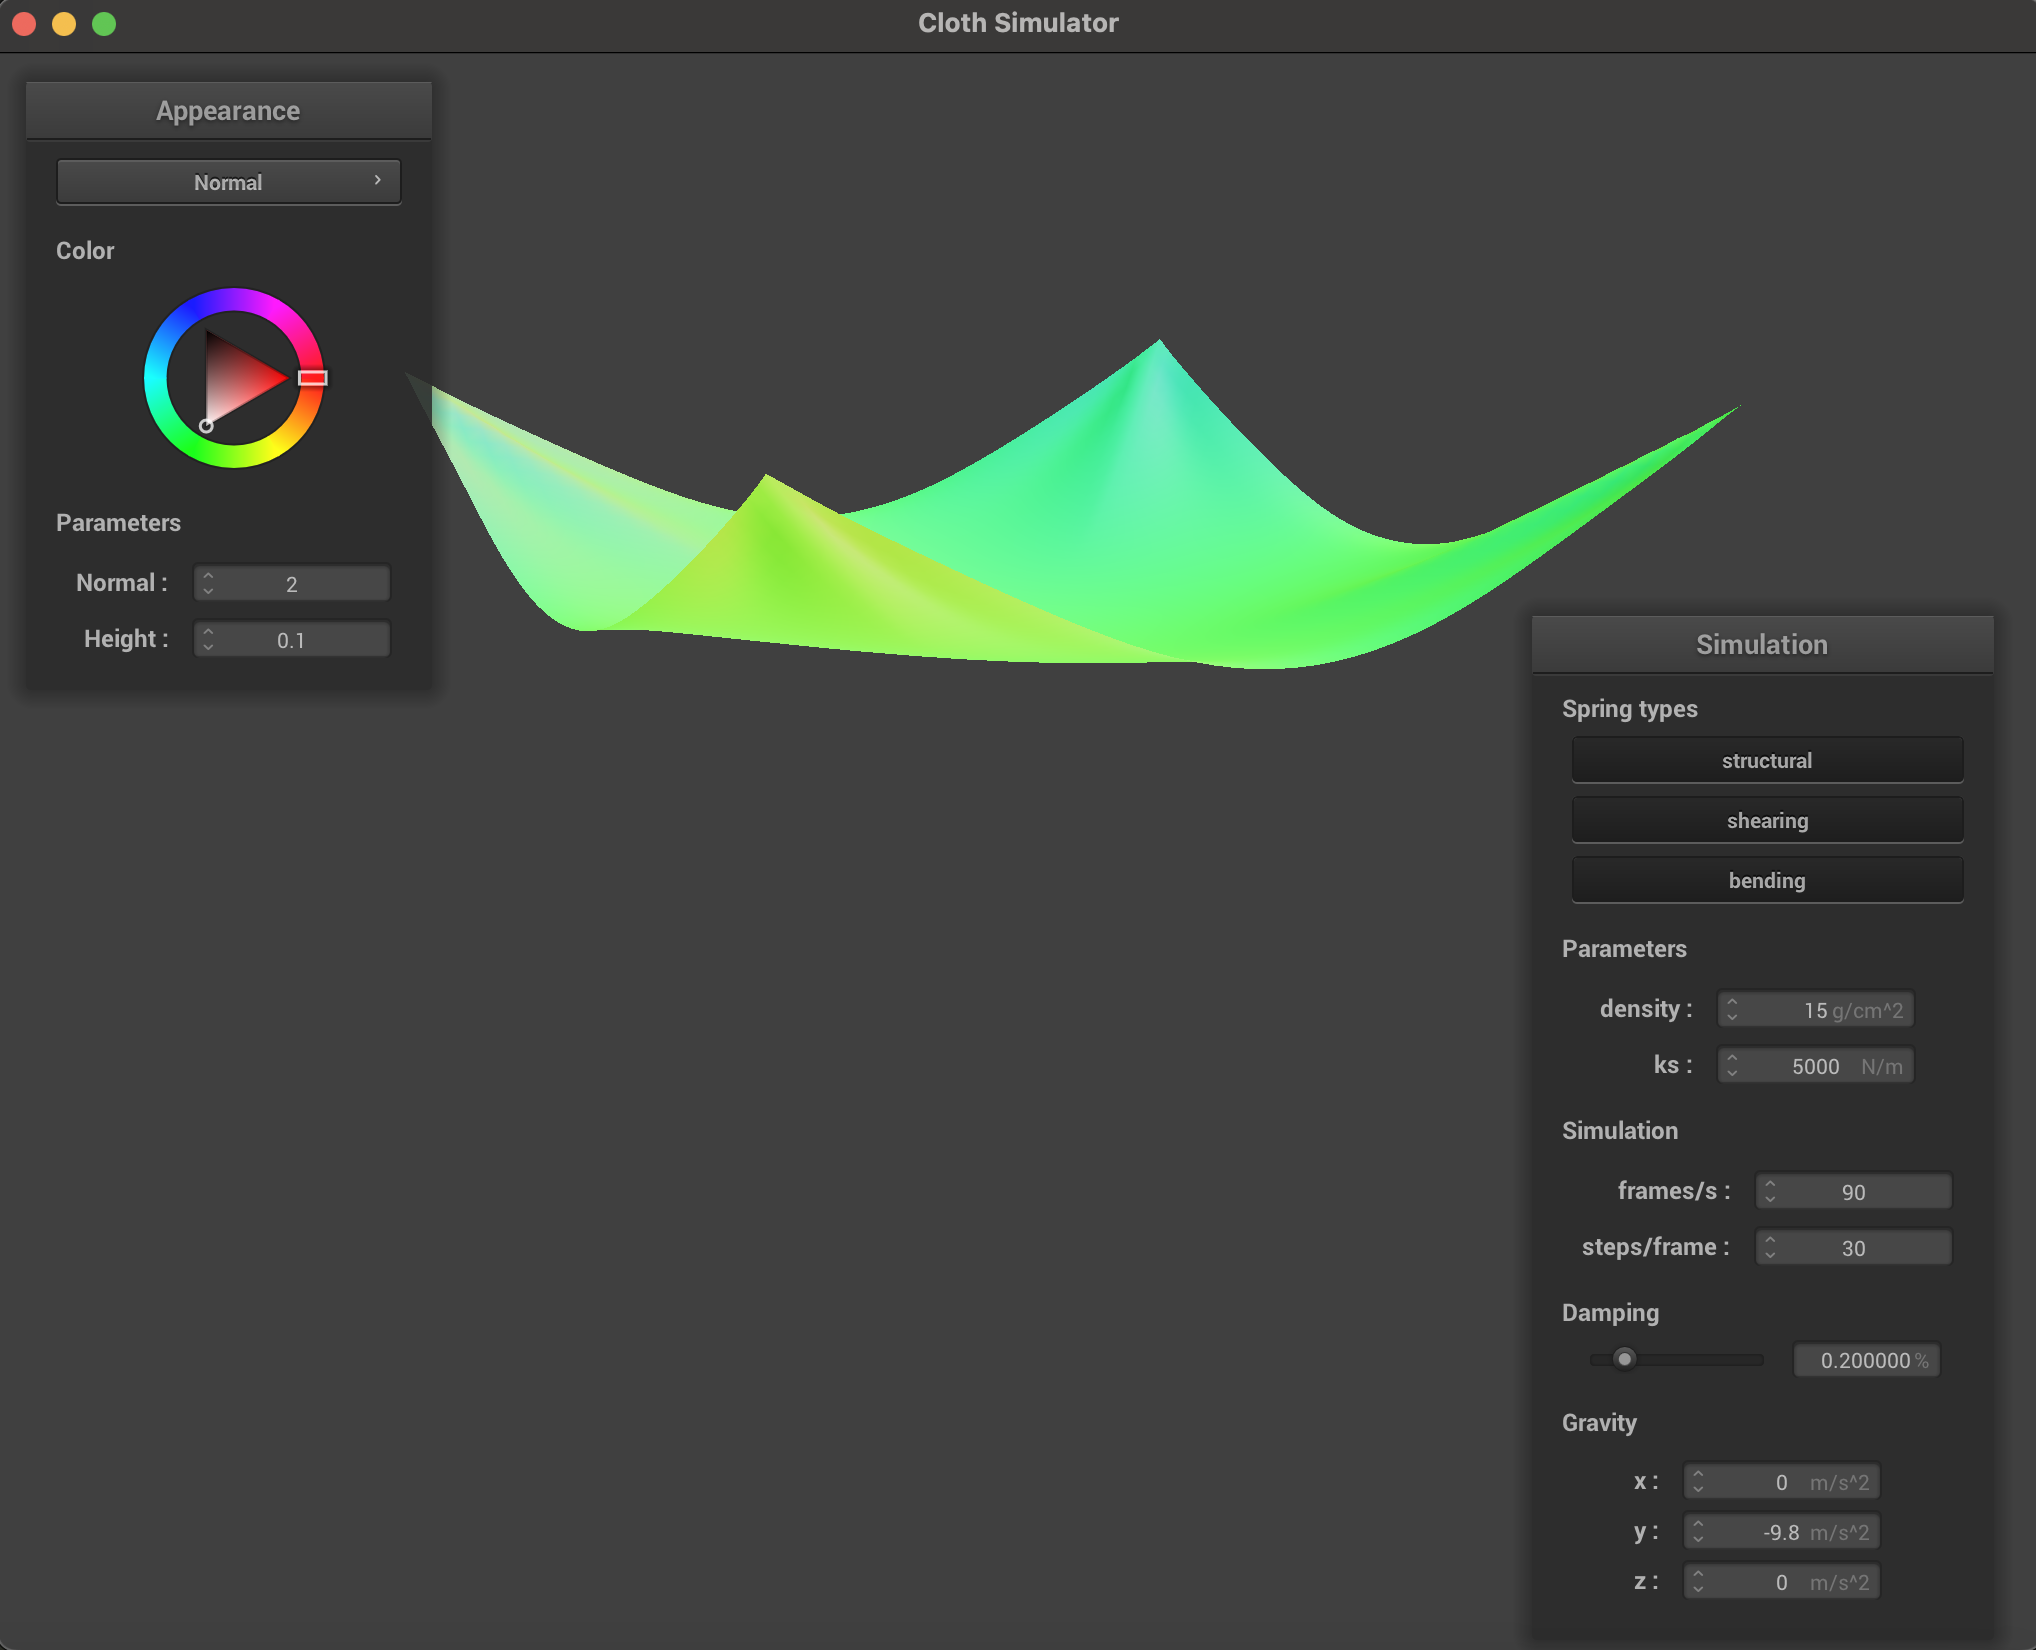 Cloth Simulator
Appearance
Normal
Color
Parameters
Normal : 2
Height : 0.1
Simulation
Spring types
structural
shearing
bending
Parameters
density : 15 g/cm^2
ks : 5000 N/m
Simulation
frames/s : 90
steps/frame : 30
Damping
0.200000 %
Gravity
x : 0 m/s^2
y : -9.8 m/s^2
z : 0 m/s^2